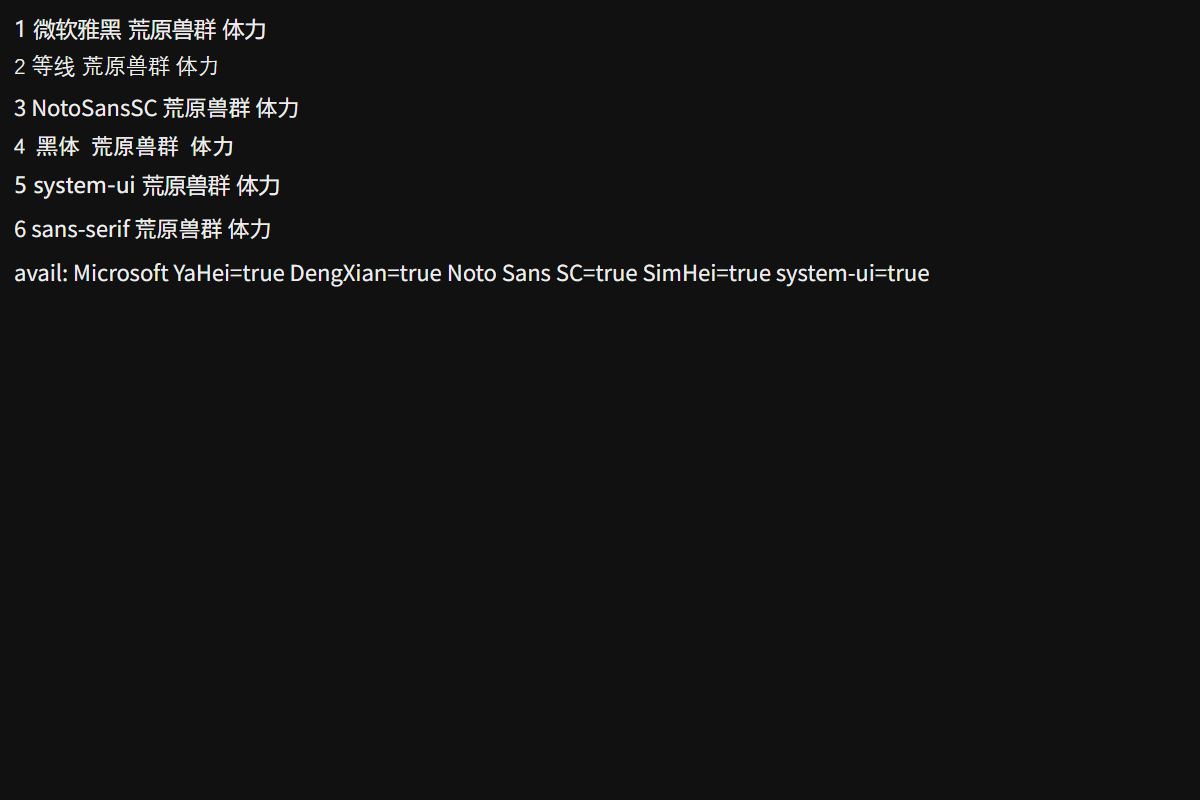 1 微软雅黑 荒原兽群 体力
2 等线 荒原兽群 体力
3 NotoSansSC 荒原兽群 体力
4 黑体 荒原兽群 体力
5 system-ui 荒原兽群 体力
6 sans-serif 荒原兽群 体力
avail: Microsoft YaHei=true DengXian=true Noto Sans SC=true SimHei=true system-ui=true